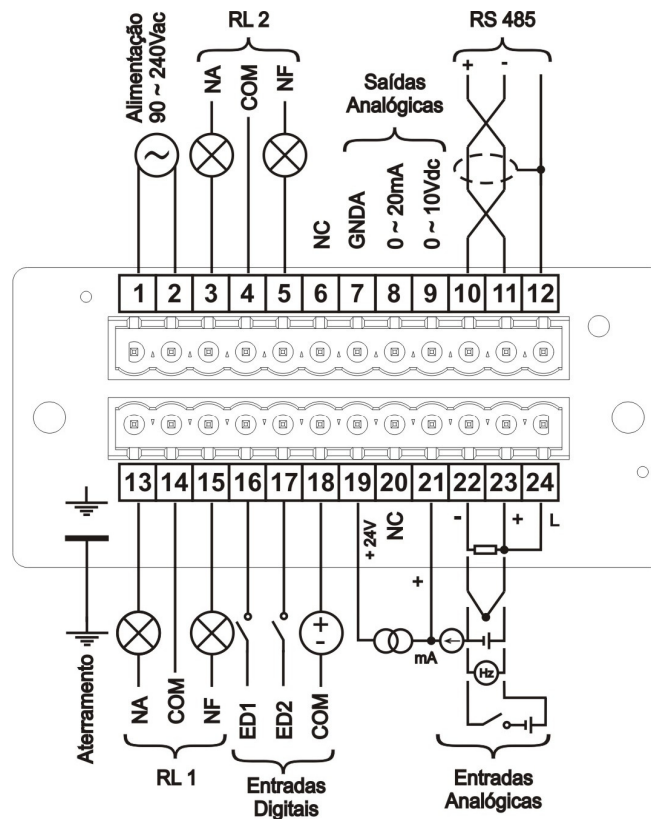 RL 2
RS 485
Alimentação
90 ~ 240Vac
NA
COM
NF
Saídas
Analógicas
NC
GNDA
0 ~ 20mA
0 ~ 10Vdc
+
-
~
1 2 3 4 5 6 7 8 9 10 11 12
13 14 15 16 17 18 19 20 21 22 23 24
+ 24V
NC
+
-
+
L
+
-
mA
Hz
Aterramento
NA
COM
NF
ED1
ED2
COM
RL 1
Entradas
Digitais
Entradas
Analógicas